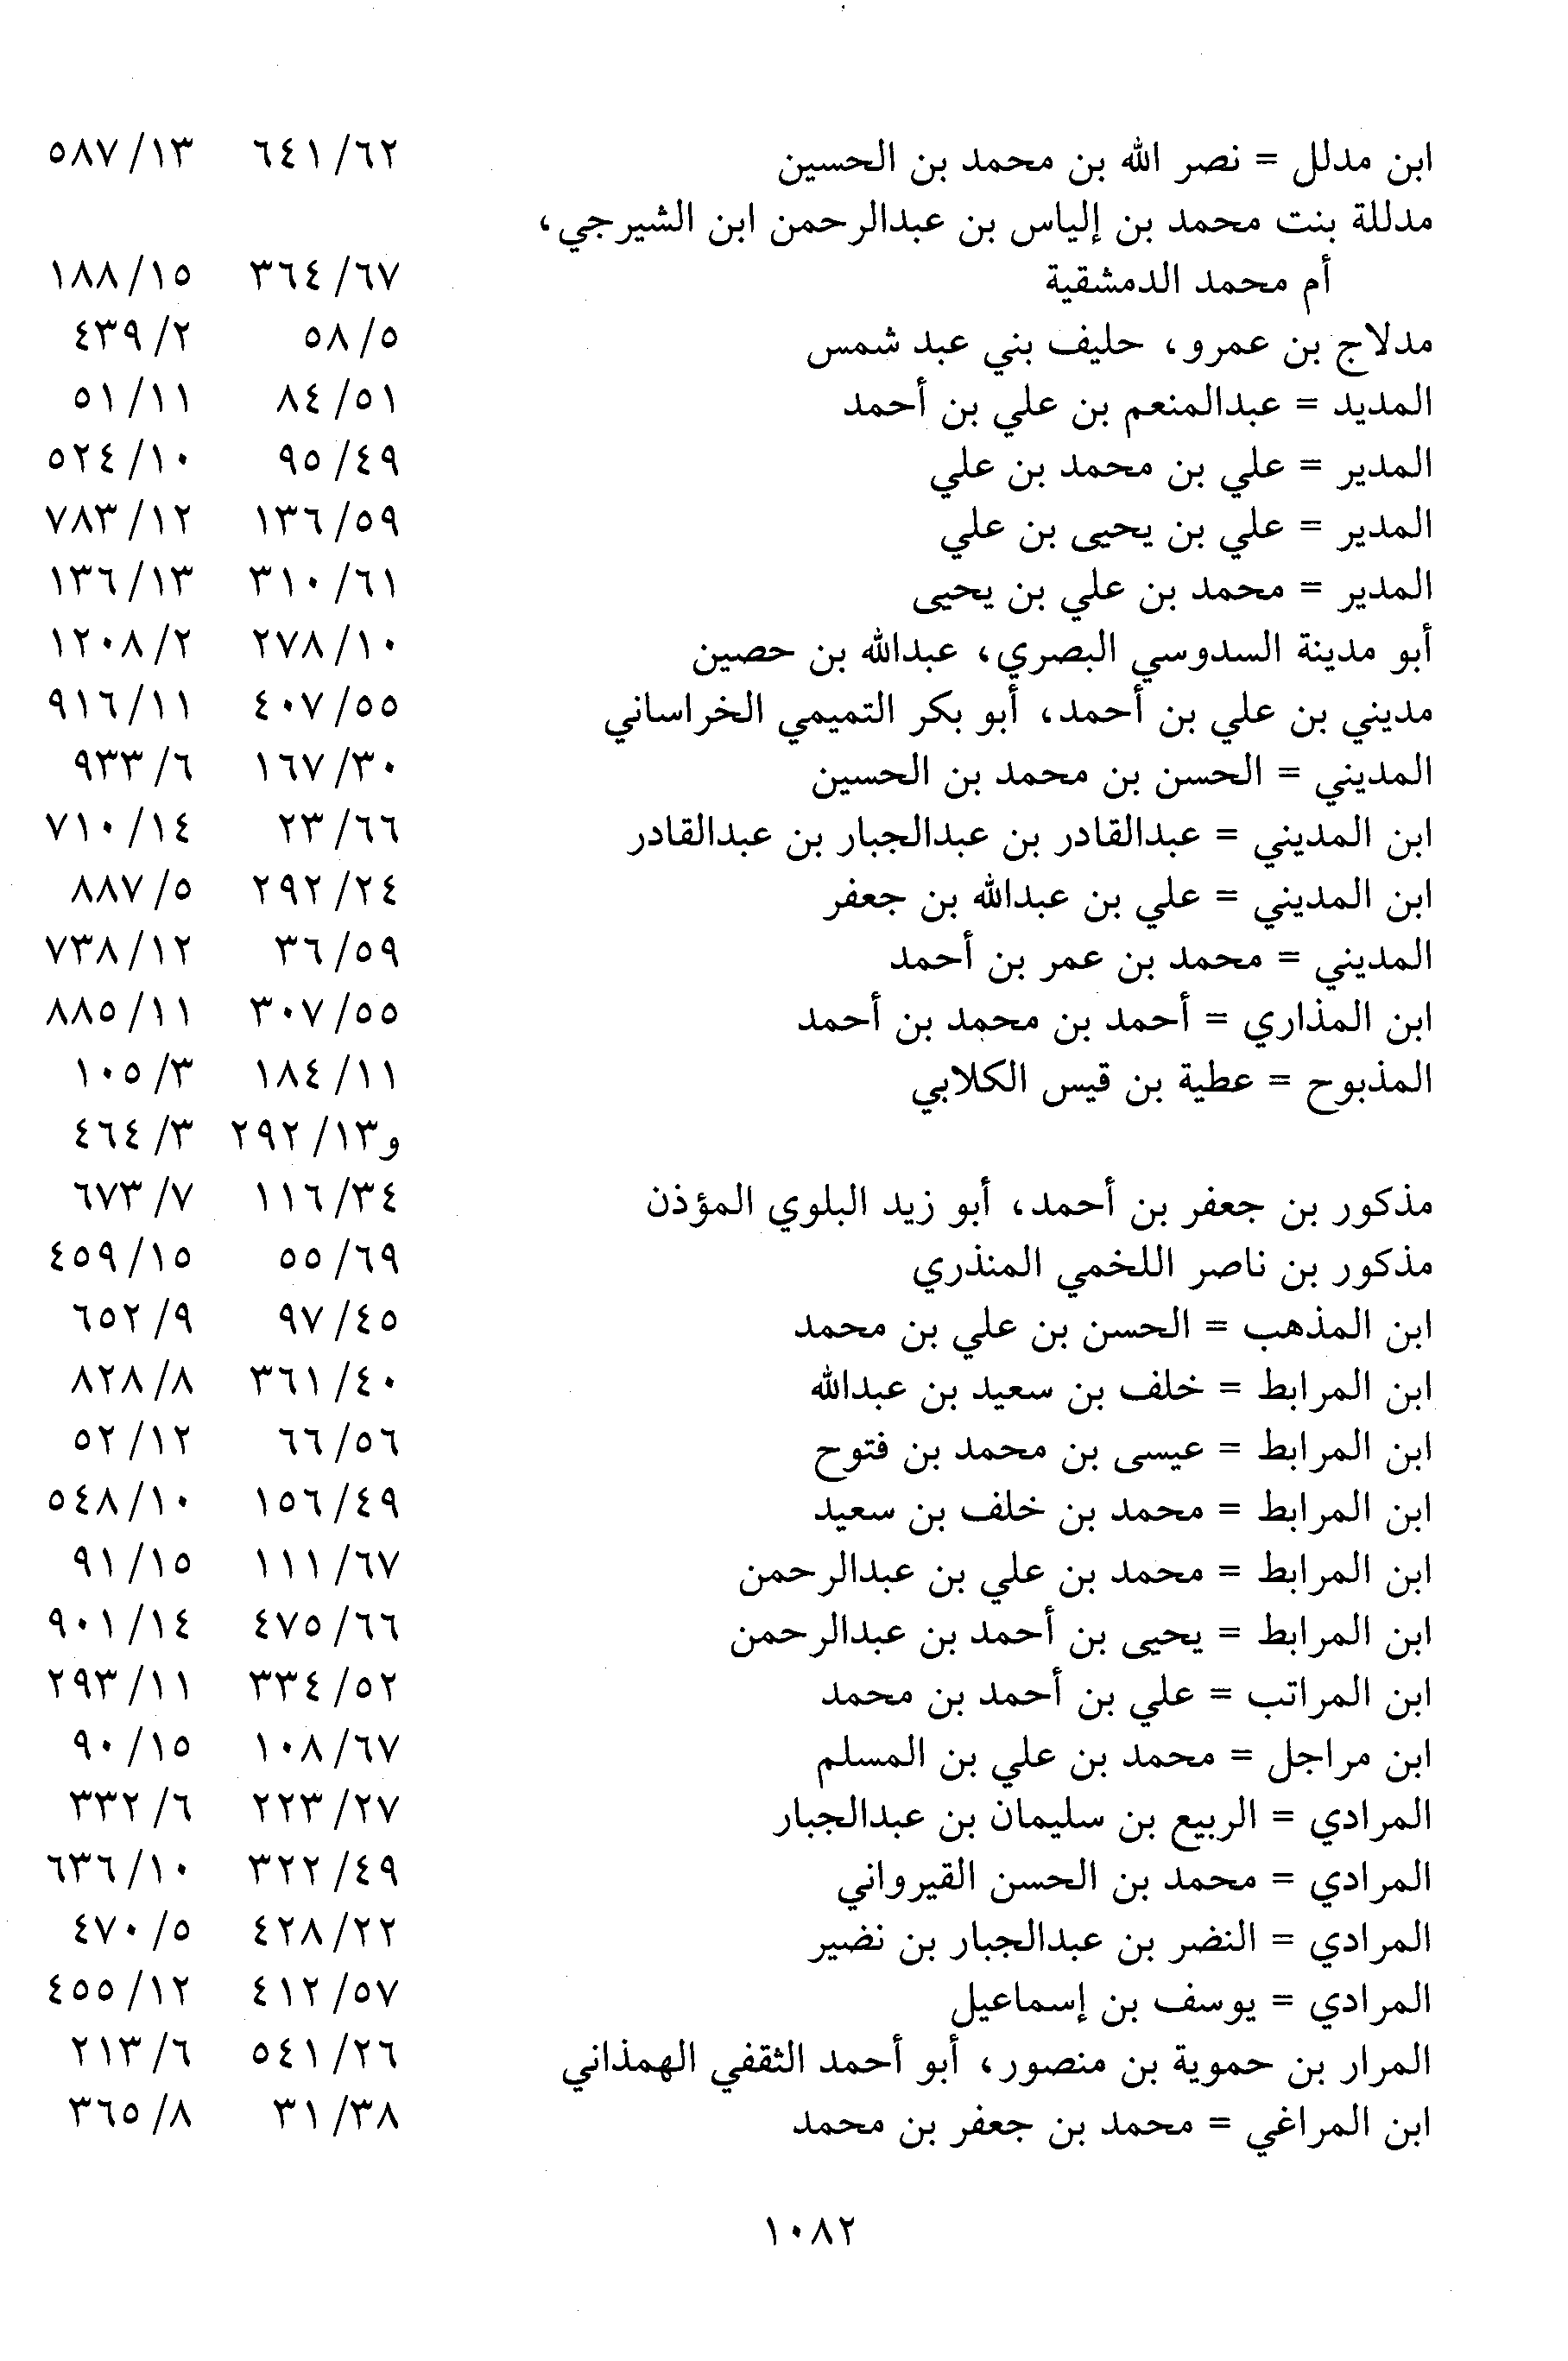 ابن مدلل = نصر الله بن محمد بن الحسين ٦٤١/٦٢ ٥٨٧/١٣
مدللة بنت محمد بن إلياس بن عبدالرحمن ابن الشيرجي،
أم محمد الدمشقية ٣٦٤/٦٧ ١٨٨/١٥
مدلاج بن عمرو، حليف بني عبد شمس ٥٨/٥ ٤٣٩/٢
المديد = عبدالمنعم بن علي بن أحمد ٨٤/٥١ ٥١/١١
المدير = علي بن محمد بن علي ٩٥/٤٩ ٥٢٤/١٠
المدير = علي بن يحيى بن علي ١٣٦/٥٩ ٧٨٣/١٢
المدير = محمد بن علي بن يحيى ٣١٠/٦١ ١٣٦/١٣
أبو مدينة السدوسي البصري، عبدالله بن حصين ٢٧٨/١٠ ١٢٠٨/٢
مديني بن علي بن أحمد، أبو بكر التميمي الخراساني ٤٠٧/٥٥ ٩١٦/١١
المديني = الحسن بن محمد بن الحسين ١٦٧/٣٠ ٩٣٣/٦
ابن المديني = عبدالقادر بن عبدالجبار بن عبدالقادر ٢٣/٦٦ ٧١٠/١٤
ابن المديني = علي بن عبدالله بن جعفر ٢٩٢/٢٤ ٨٨٧/٥
المديني = محمد بن عمر بن أحمد ٣٦/٥٩ ٧٣٨/١٢
ابن المذاري = أحمد بن محمد بن أحمد ٣٠٧/٥٥ ٨٨٥/١١
المذبوح = عطية بن قيس الكلابي ١٨٤/١١ ١٠٥/٣
و٢٩٢/١٣ ٤٦٤/٣
مذكور بن جعفر بن أحمد، أبو زيد البلوي المؤذن ١١٦/٣٤ ٦٧٣/٧
مذكور بن ناصر اللخمي المنذري ٥٥/٦٩ ٤٥٩/١٥
ابن المذهب = الحسن بن علي بن محمد ٩٧/٤٥ ٦٥٢/٩
ابن المرابط = خلف بن سعيد بن عبدالله ٣٦١/٤٠ ٨٢٨/٨
ابن المرابط = عيسى بن محمد بن فتوح ٦٦/٥٦ ٥٢/١٢
ابن المرابط = محمد بن خلف بن سعيد ١٥٦/٤٩ ٥٤٨/١٠
ابن المرابط = محمد بن علي بن عبدالرحمن ١١١/٦٧ ٩١/١٥
ابن المرابط = يحيى بن أحمد بن عبدالرحمن ٤٧٥/٦٦ ٩٠١/١٤
ابن المراتب = علي بن أحمد بن محمد ٣٣٤/٥٢ ٢٩٣/١١
ابن مراجل = محمد بن علي بن المسلم ١٠٨/٦٧ ٩٠/١٥
المرادي = الربيع بن سليمان بن عبدالجبار ٢٢٣/٢٧ ٣٣٢/٦
المرادي = محمد بن الحسن القيرواني ٣٢٢/٤٩ ٦٣٦/١٠
المرادي = النضر بن عبدالجبار بن نضير ٤٢٨/٢٢ ٤٧٠/٥
المرادي = يوسف بن إسماعيل ٤١٢/٥٧ ٤٥٥/١٢
المرار بن حموية بن منصور، أبو أحمد الثقفي الهمذاني ٥٤١/٢٦ ٢١٣/٦
ابن المراغي = محمد بن جعفر بن محمد ٣١/٣٨ ٣٦٥/٨
١٠٨٢